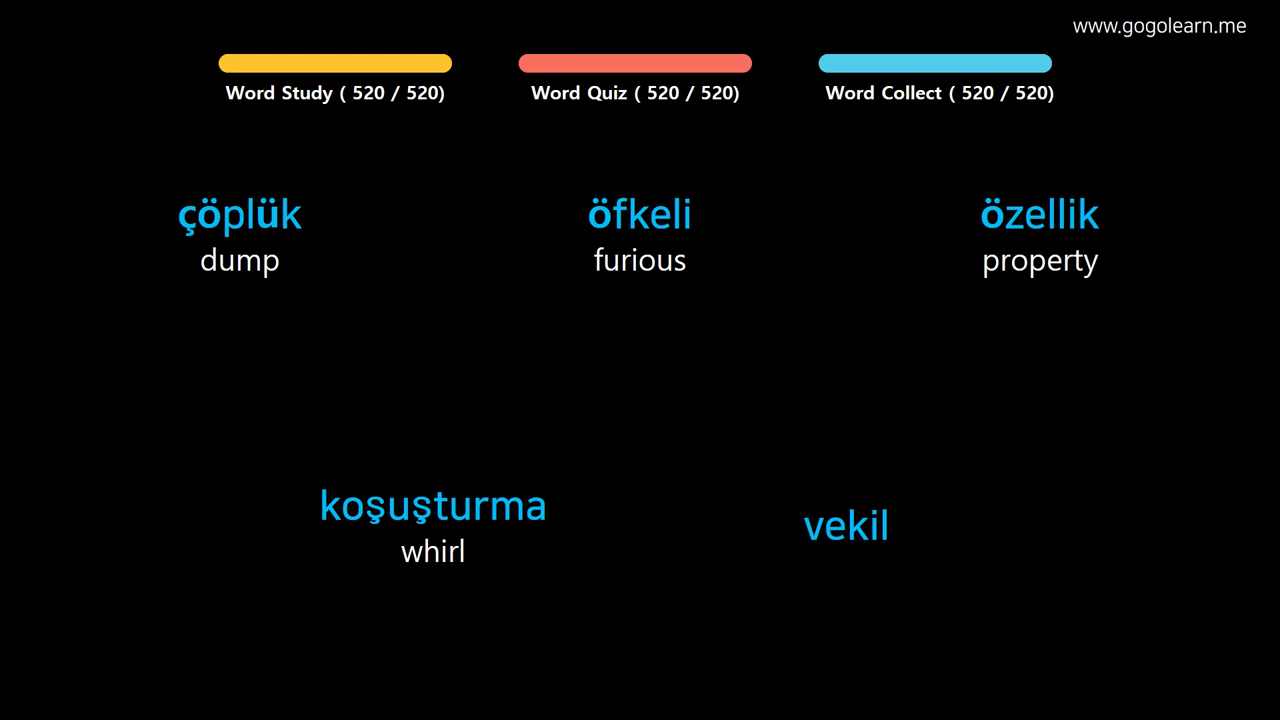 www.gogolearn.me
Word Study ( 520 / 520)
Word Quiz ( 520 / 520)
Word Collect ( 520 / 520)
çöplük
dump
öfkeli
furious
özellik
property
koşuşturma
whirl
vekil